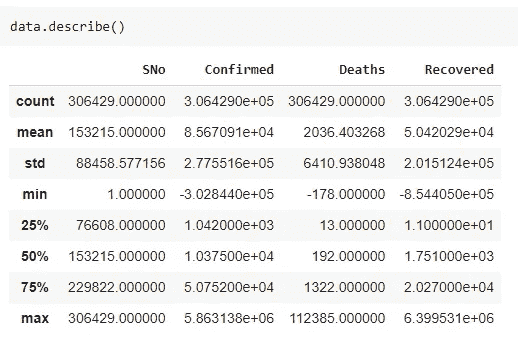 data.describe()
SNo Confirmed Deaths Recovered
count 306429.000000 3.064290e+05 306429.000000 3.064290e+05
mean 153215.000000 8.567091e+04 2036.403268 5.042029e+04
std 88458.577156 2.775516e+05 6410.938048 2.015124e+05
min 1.000000 -3.028440e+05 -178.000000 -8.544050e+05
25% 76608.000000 1.042000e+03 13.000000 1.100000e+01
50% 153215.000000 1.037500e+04 192.000000 1.751000e+03
75% 229822.000000 5.075200e+04 1322.000000 2.027000e+04
max 306429.000000 5.863138e+06 112385.000000 6.399531e+06